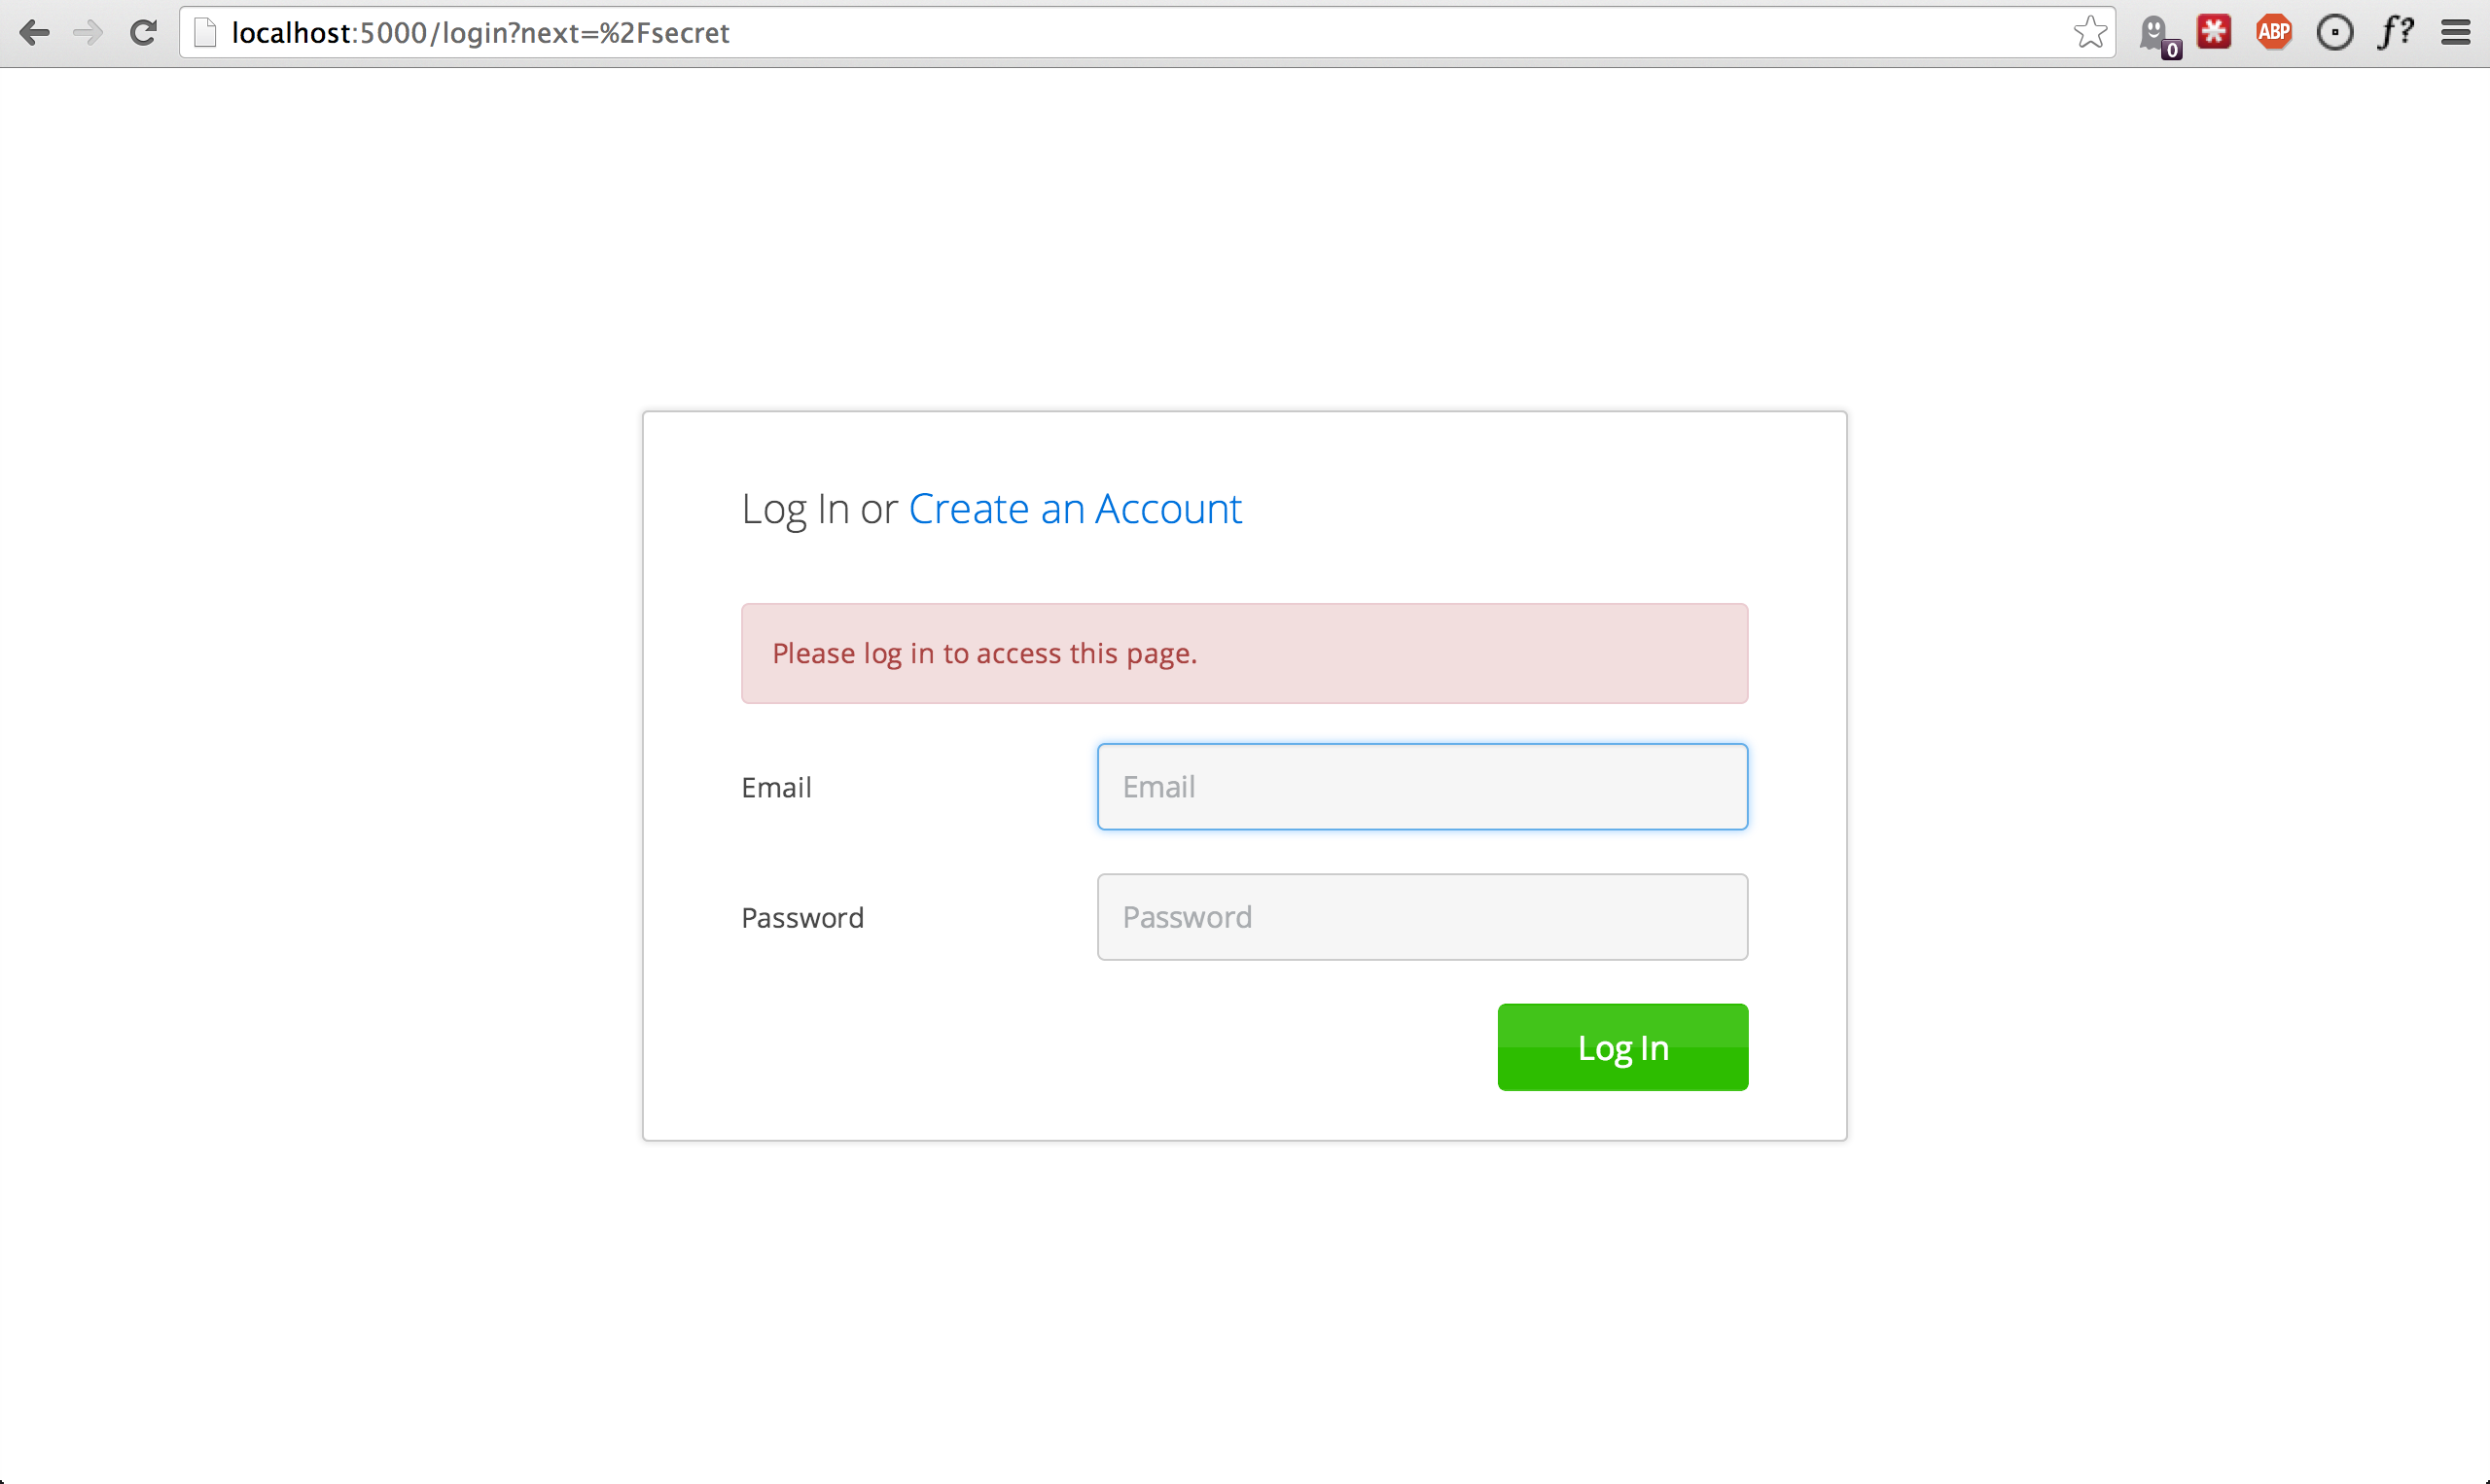 localhost:5000/login?next=%2Fsecret
0
ABP
f?
Log In or Create an Account
Please log in to access this page.
Email
Email
Password
Password
Log In